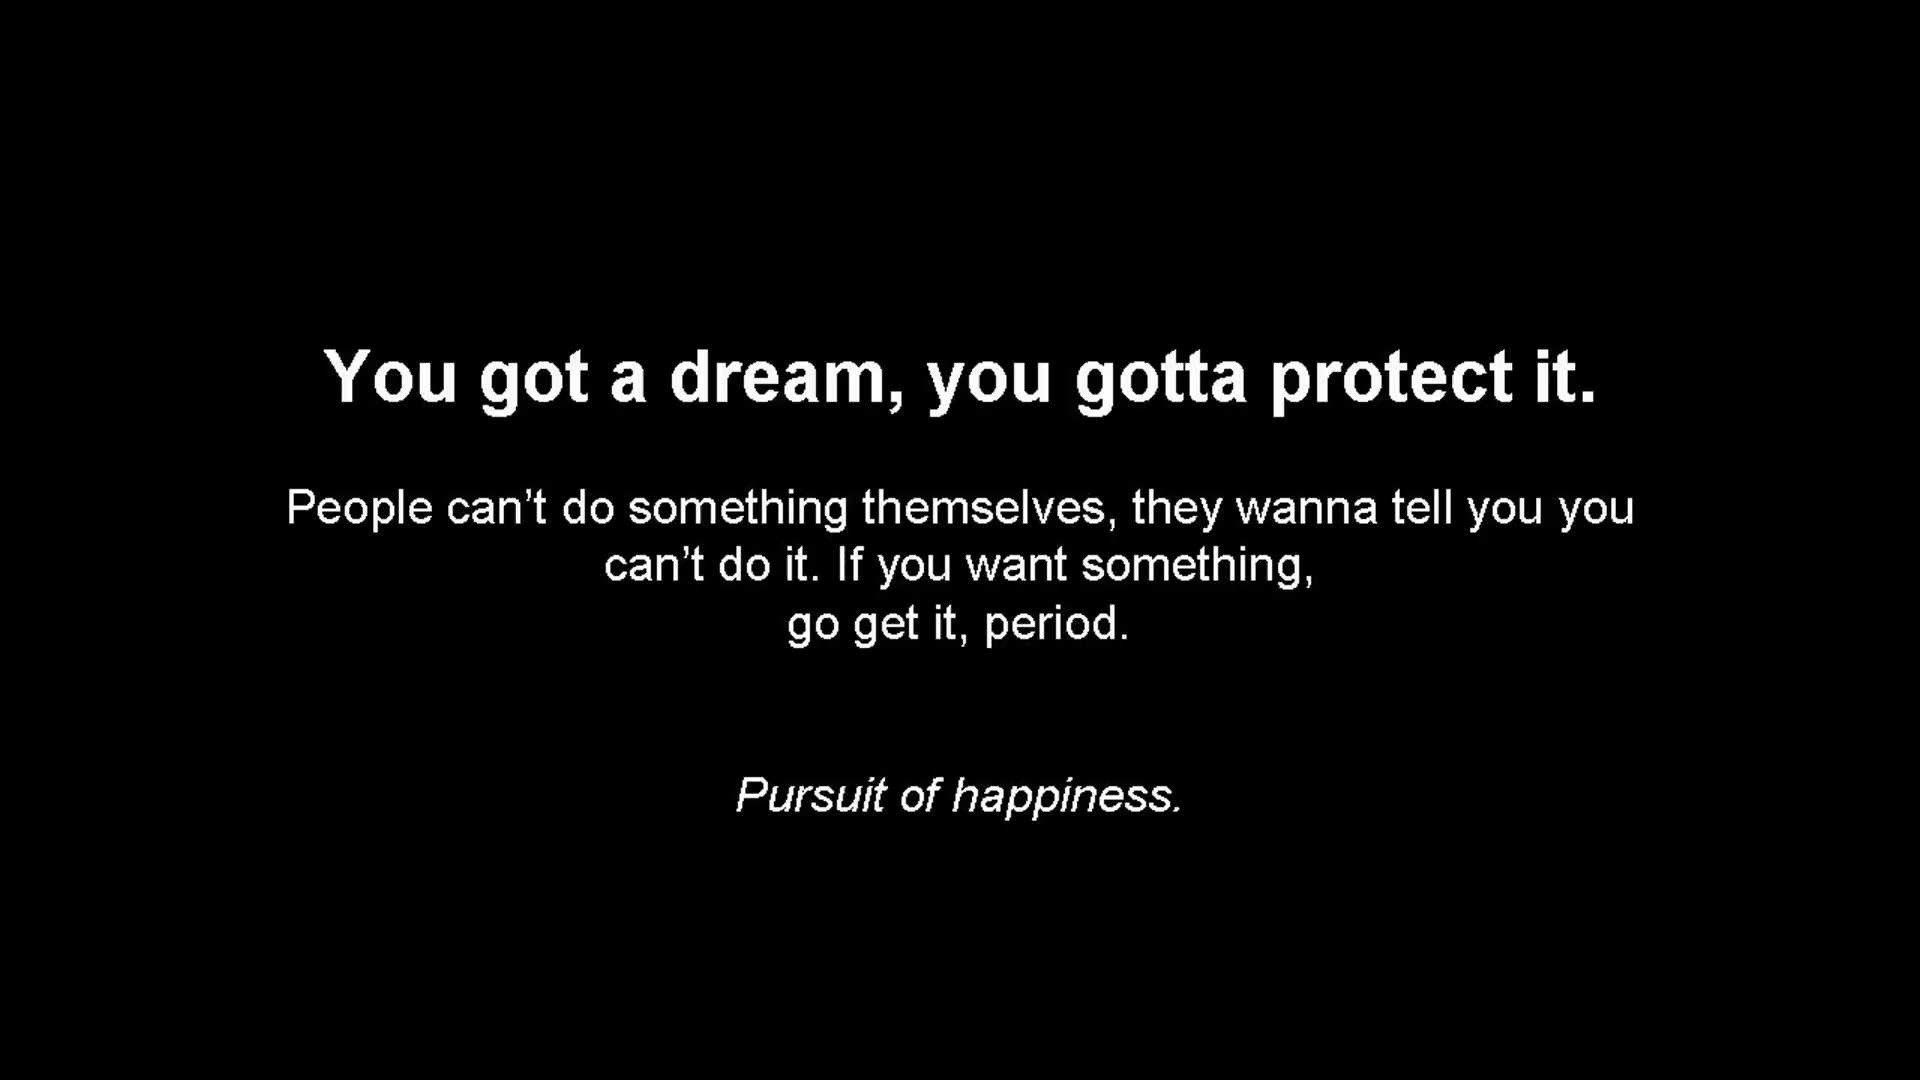 You got a dream, you gotta protect it.
People can’t do something themselves, they wanna tell you you
can’t do it. If you want something,
go get it, period.
Pursuit of happiness.